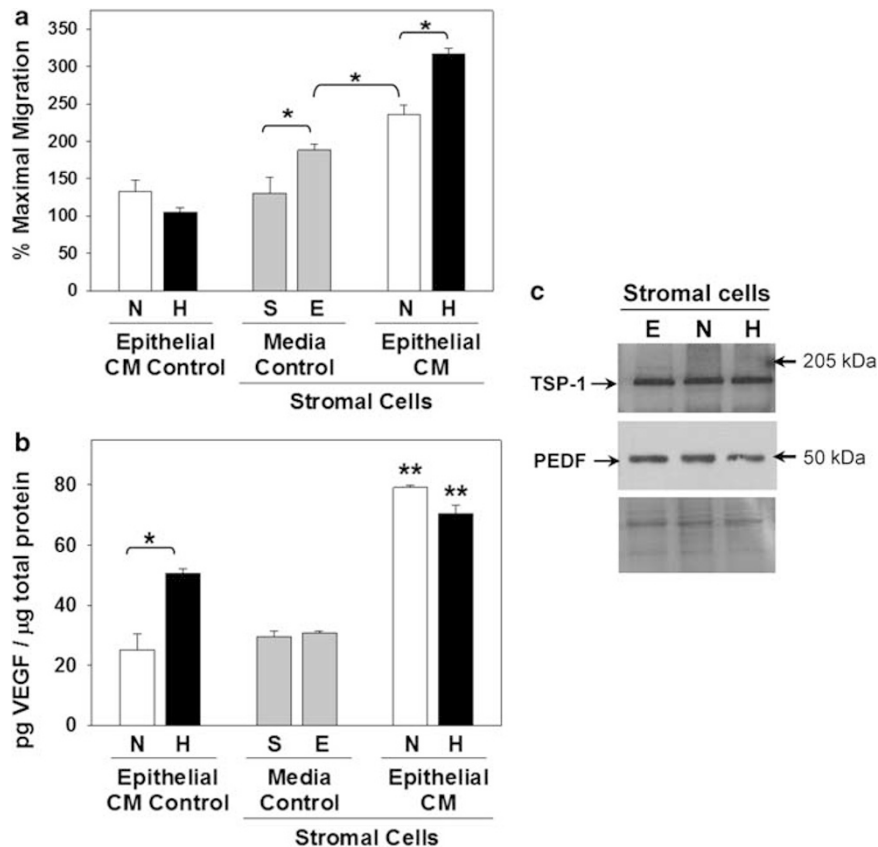 a
% Maximal Migration
350
300
250
200
150
100
50
0
*
*
*
N H S E N H
Epithelial CM Control
Media Control
Epithelial CM
Stromal Cells
b
pg VEGF / μg total protein
80
60
40
20
0
*
**
**
N H S E N H
Epithelial CM Control
Media Control
Epithelial CM
Stromal Cells
c
Stromal cells
E N H
TSP-1
205 kDa
PEDF
50 kDa